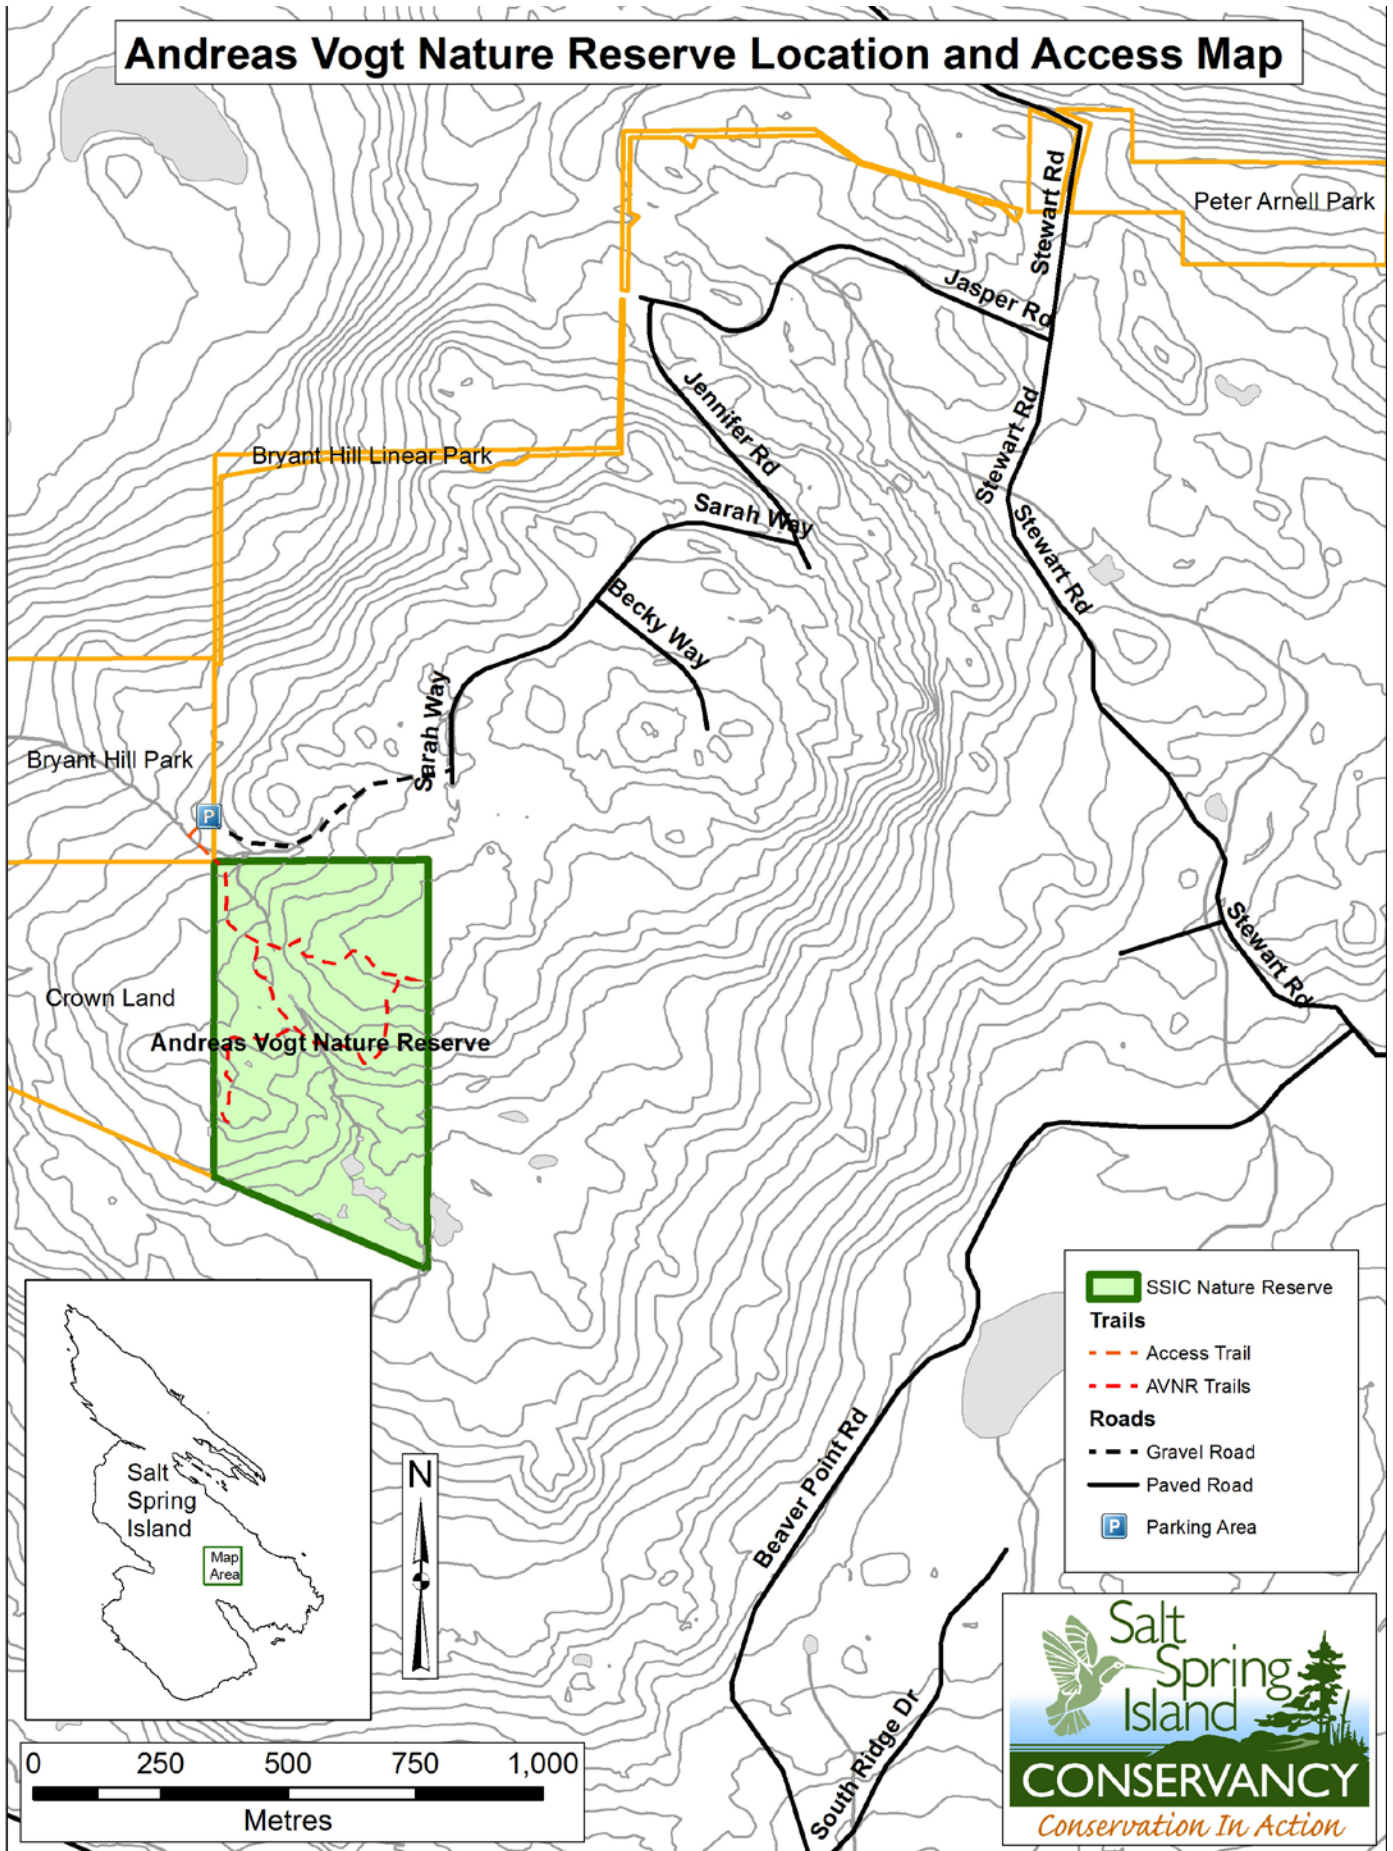 Andreas Vogt Nature Reserve Location and Access Map
Stewart Rd
Peter Arnell Park
Jasper Rd
Jennifer Rd
Stewart Rd
Bryant Hill Linear Park
Sarah Way
Stewart Rd
Becky Way
Sarah Way
Bryant Hill Park
P
Stewart Rd
Crown Land
Andreas Vogt Nature Reserve
SSIC Nature Reserve
Trails
Access Trail
AVNR Trails
Roads
Gravel Road
Paved Road
P
Parking Area
Beaver Point Rd
South Ridge Dr
Salt
Spring
Island
Map
Area
N
0 250 500 750 1,000
Metres
Salt
Spring
Island
CONSERVANCY
Conservation In Action